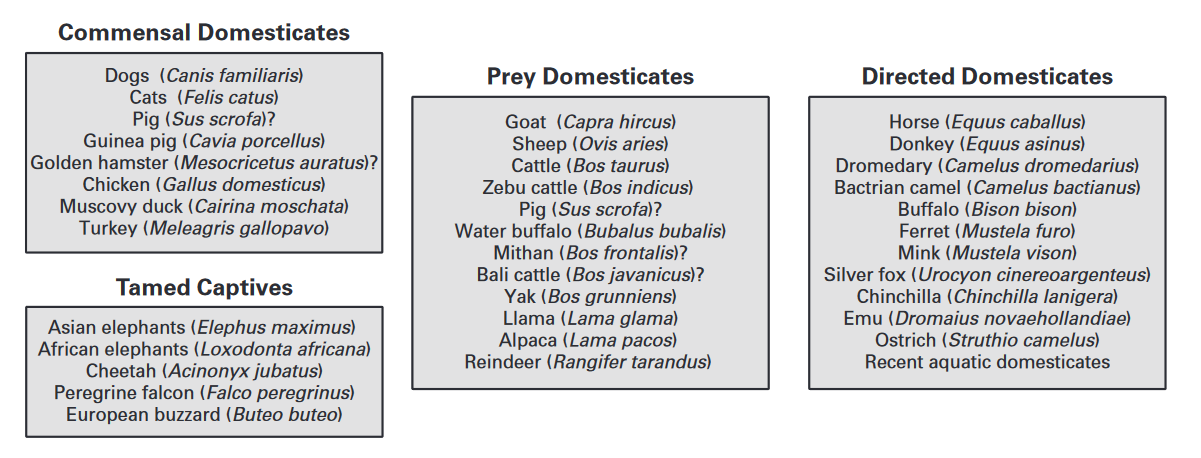 Commensal Domesticates
Dogs (Canis familiaris)
Cats (Felis catus)
Pig (Sus scrofa)?
Guinea pig (Cavia porcellus)
Golden hamster (Mesocricetus auratus)?
Chicken (Gallus domesticus)
Muscovy duck (Cairina moschata)
Turkey (Meleagris gallopavo)
Tamed Captives
Asian elephants (Elephus maximus)
African elephants (Loxodonta africana)
Cheetah (Acinonyx jubatus)
Peregrine falcon (Falco peregrinus)
European buzzard (Buteo buteo)
Prey Domesticates
Goat (Capra hircus)
Sheep (Ovis aries)
Cattle (Bos taurus)
Zebu cattle (Bos indicus)
Pig (Sus scrofa)?
Water buffalo (Bubalus bubalis)
Mithan (Bos frontalis)?
Bali cattle (Bos javanicus)?
Yak (Bos grunniens)
Llama (Lama glama)
Alpaca (Lama pacos)
Reindeer (Rangifer tarandus)
Directed Domesticates
Horse (Equus caballus)
Donkey (Equus asinus)
Dromedary (Camelus dromedarius)
Bactrian camel (Camelus bactianus)
Buffalo (Bison bison)
Ferret (Mustela furo)
Mink (Mustela vison)
Silver fox (Urocyon cinereoargenteus)
Chinchilla (Chinchilla lanigera)
Emu (Dromaius novaehollandiae)
Ostrich (Struthio camelus)
Recent aquatic domesticates